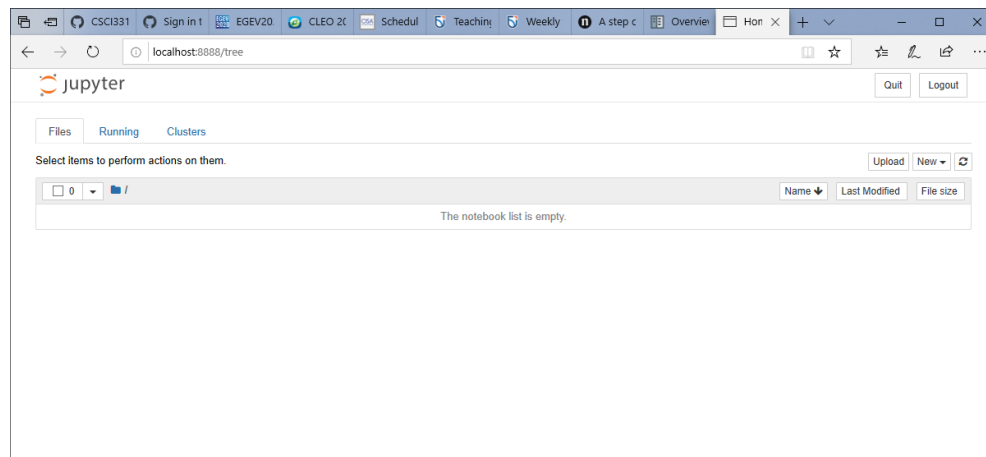 CSCI331 Sign in t EGEV20 CLEO 20 Schedul Teaching Weekly A step c Overview Hon
localhost:8888/tree
jupyter Quit Logout
Files Running Clusters
Select items to perform actions on them. Upload New
0 / Name Last Modified File size
The notebook list is empty.